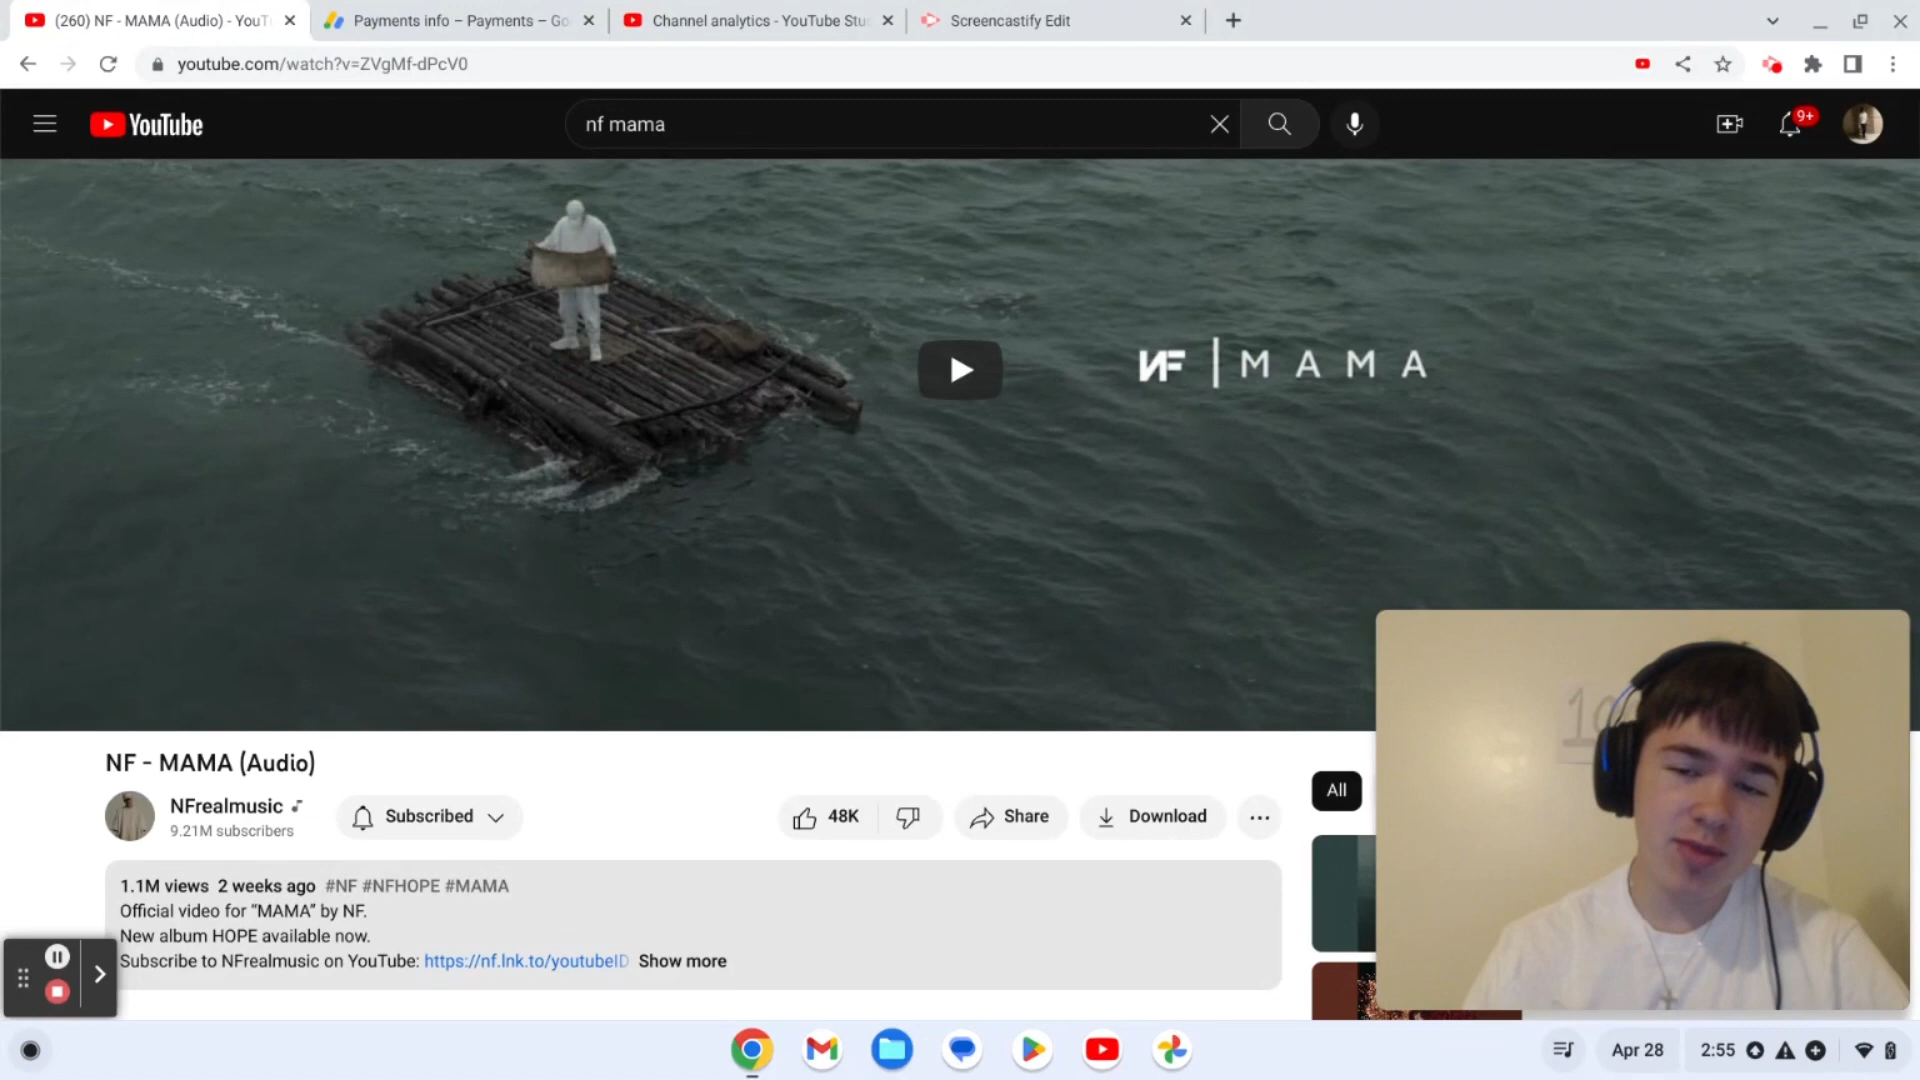 (260) NF - MAMA (Audio) - YouT
Payments info – Payments – Go
Channel analytics - YouTube Stu
Screencastify Edit
youtube.com/watch?v=ZVgMf-dPcV0
YouTube
nf mama
9+
NF | MAMA
NF - MAMA (Audio)
NFrealmusic
9.21M subscribers
Subscribed
48K
Share
Download
All
1.1M views 2 weeks ago #NF #NFHOPE #MAMA
Official video for “MAMA” by NF.
New album HOPE available now.
Subscribe to NFrealmusic on YouTube: https://nf.lnk.to/youtubeID Show more
10
Apr 28
2:55